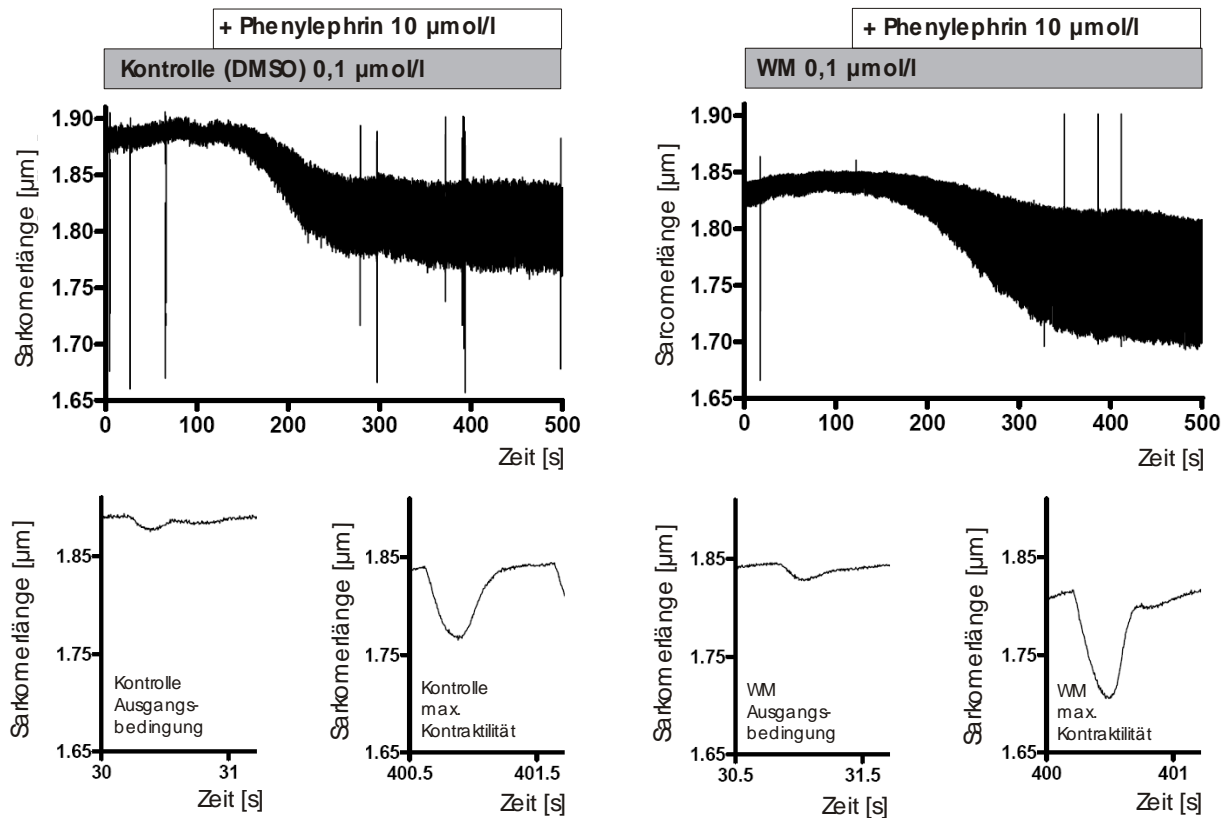 + Phenylephrin 10 µmol/l
Kontrolle (DMSO) 0,1 µmol/l
Sarkomerlänge [µm]
1.90
1.85
1.80
1.75
1.70
1.65
0 100 200 300 400 500
Zeit [s]
+ Phenylephrin 10 µmol/l
WM 0,1 µmol/l
Sarcomerlänge [µm]
1.90
1.85
1.80
1.75
1.70
1.65
0 100 200 300 400 500
Zeit [s]
Sarkomerlänge [µm]
1.85
1.75
1.65
Kontrolle
Ausgangs-
bedingung
30 31
Zeit [s]
Sarkomerlänge [µm]
1.85
1.75
1.65
Kontrolle
max.
Kontraktilität
400.5 401.5
Zeit [s]
Sarkomerlänge [µm]
1.85
1.75
1.65
WM
Ausgangs-
bedingung
30.5 31.5
Zeit [s]
Sarkomerlänge [µm]
1.85
1.75
1.65
WM
max.
Kontraktilität
400 401
Zeit [s]